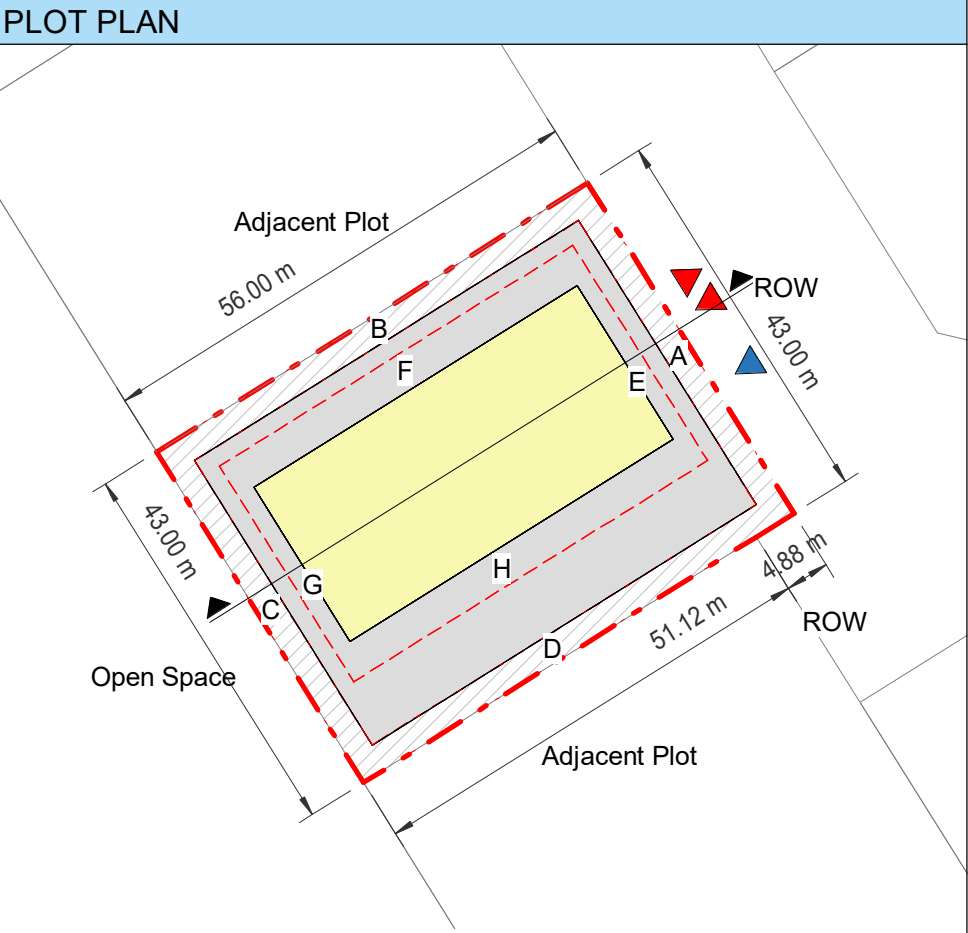 PLOT PLAN
Adjacent Plot
56.00 m
B
F
ROW
43.00 m
A
E
43.00 m
G
C
H
4.88 m
51.12 m
ROW
D
Open Space
Adjacent Plot